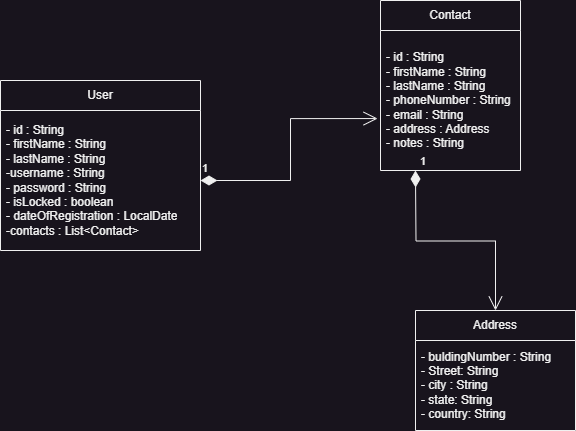 Contact
- id : String
- firstName : String
- lastName : String
- phoneNumber : String
- email : String
- address : Address
- notes : String
1
User
- id : String
- firstName : String
- lastName : String
-username : String
- password : String
- isLocked : boolean
- dateOfRegistration : LocalDate
-contacts : List<Contact>
1
Address
- buldingNumber : String
- Street: String
- city : String
- state: String
- country: String